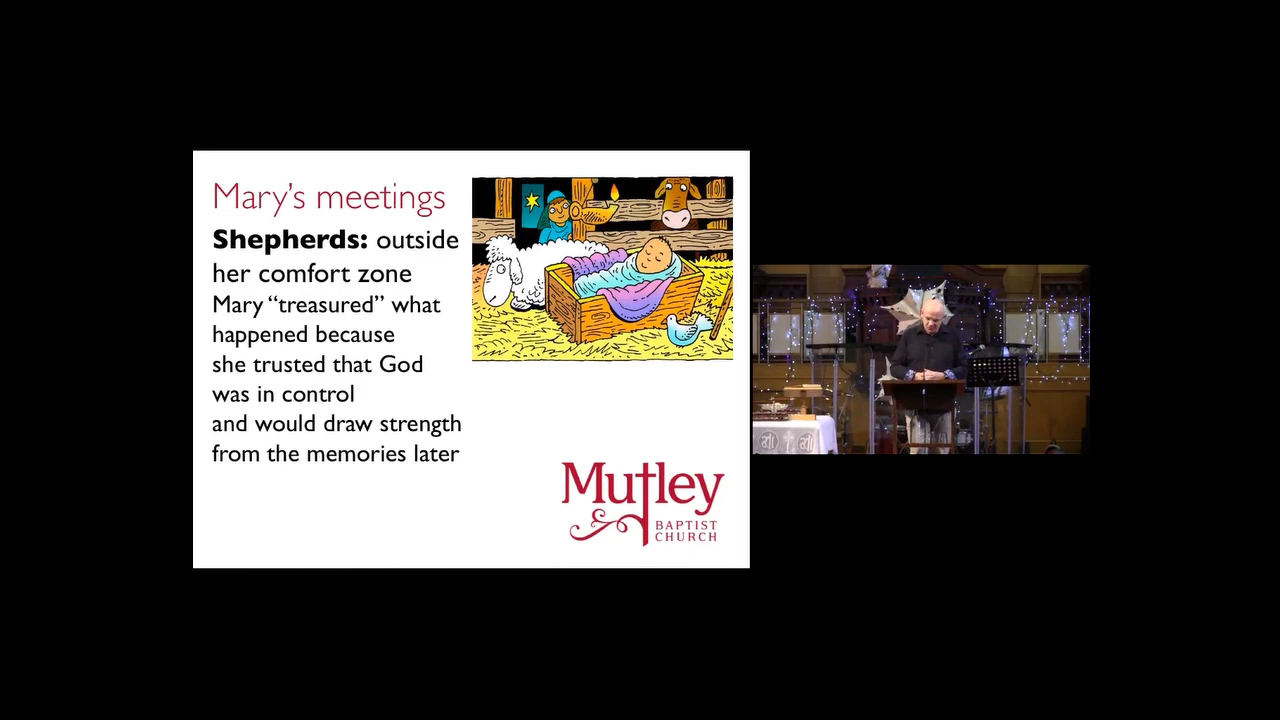 Mary’s meetings
Shepherds: outside
her comfort zone
Mary “treasured” what
happened because
she trusted that God
was in control
and would draw strength
from the memories later
Mutley
BAPTIST
CHURCH